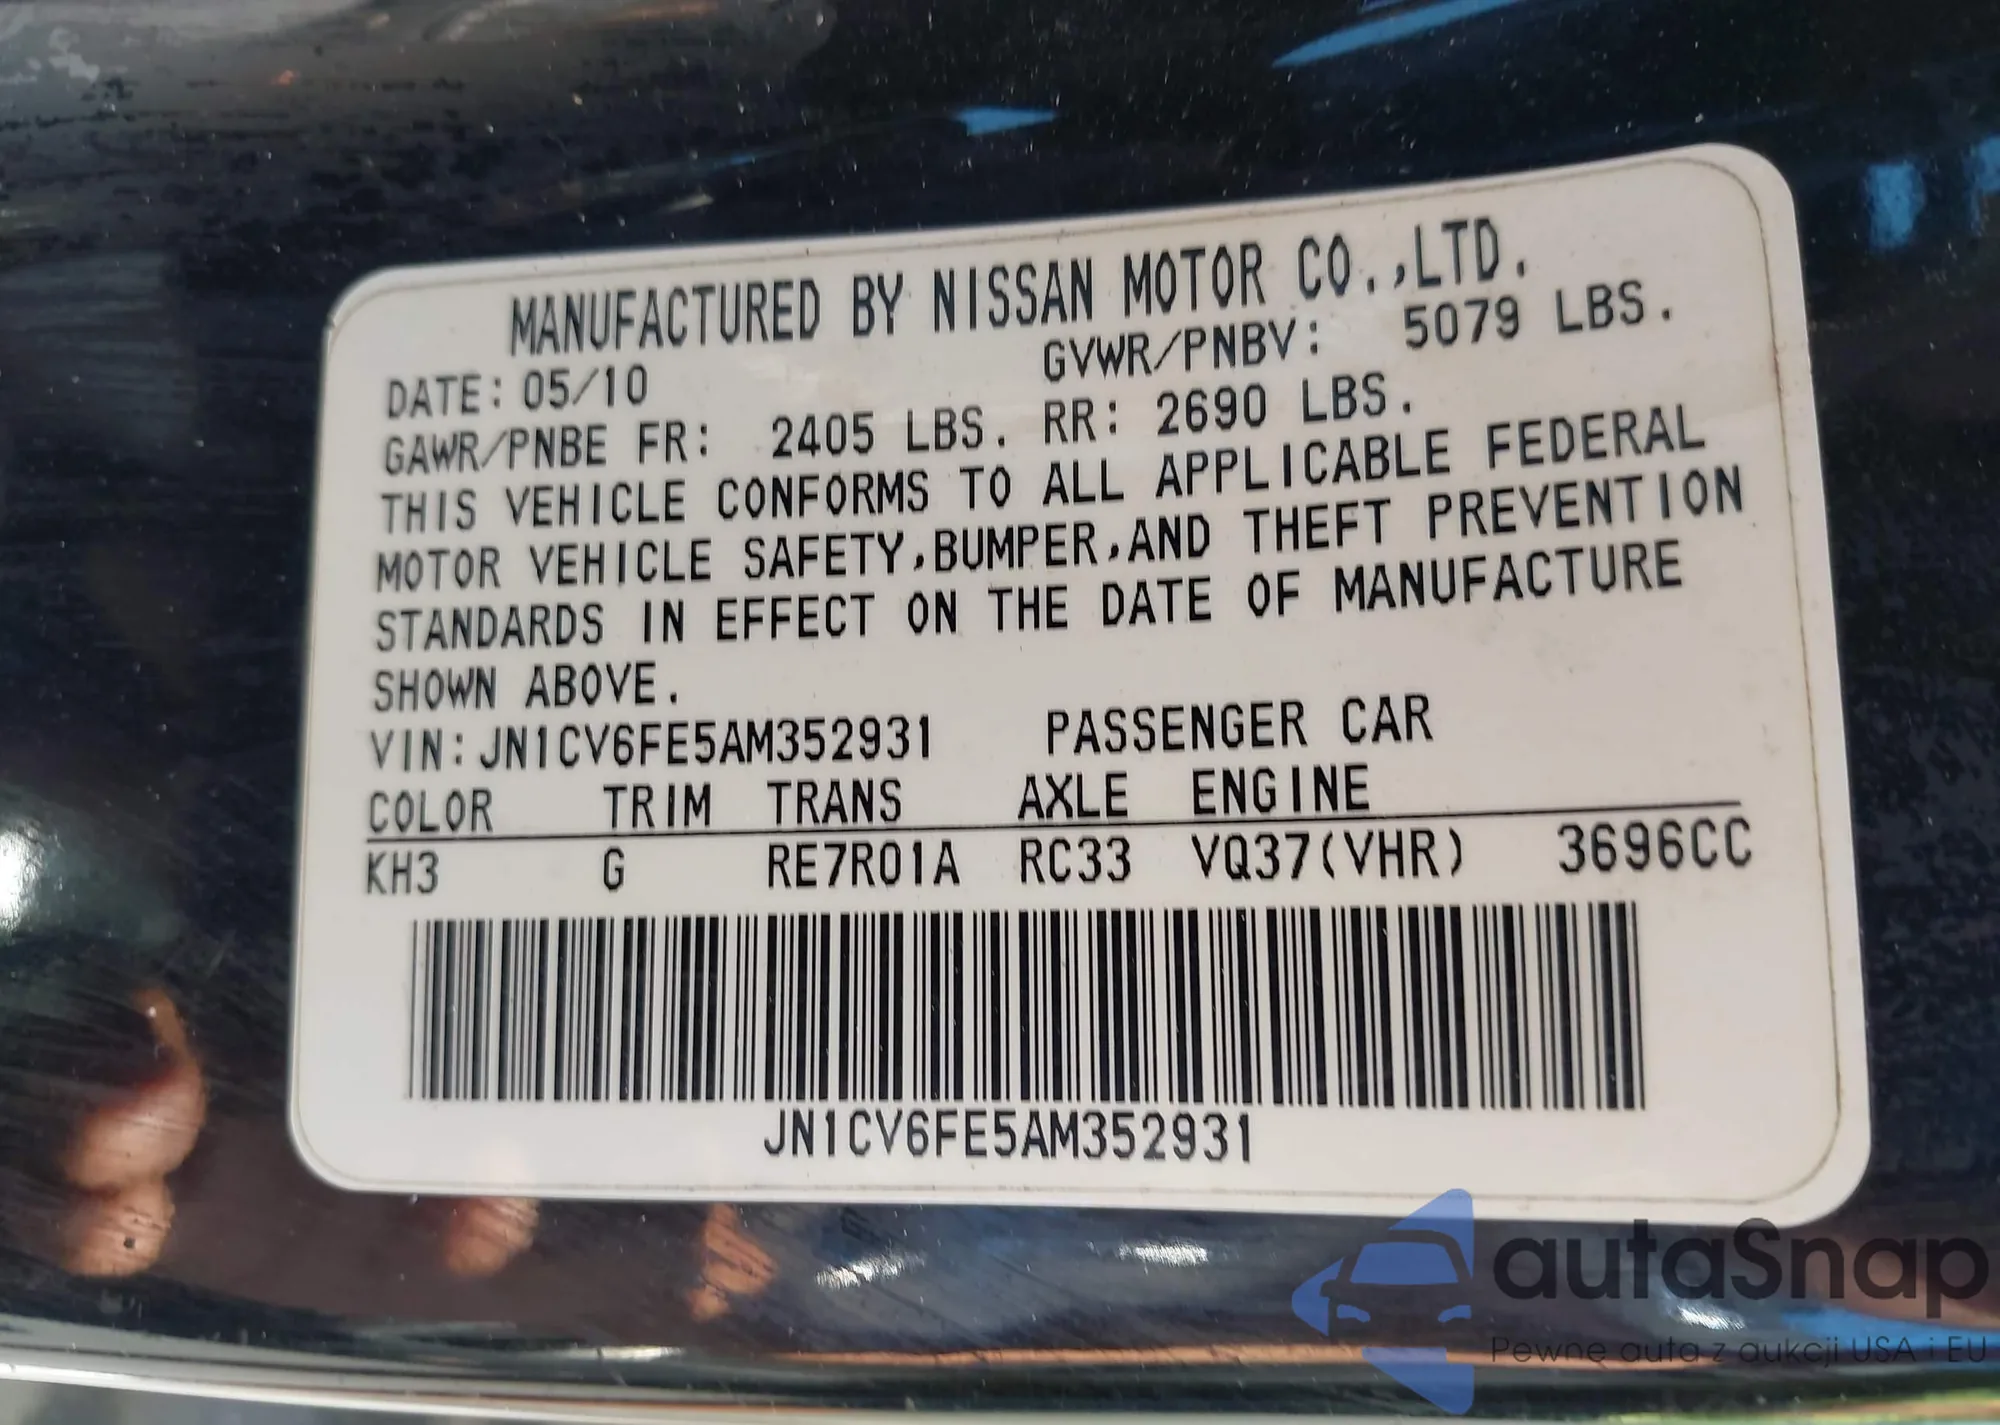 MANUFACTURED BY NISSAN MOTOR CO.,LTD.
DATE: 05/10 GVWR/PNBV: 5079 LBS.
GAWR/PNBE FR: 2405 LBS. RR: 2690 LBS.
THIS VEHICLE CONFORMS TO ALL APPLICABLE FEDERAL
MOTOR VEHICLE SAFETY,BUMPER,AND THEFT PREVENTION
STANDARDS IN EFFECT ON THE DATE OF MANUFACTURE
SHOWN ABOVE.
VIN:JN1CV6FE5AM352931 PASSENGER CAR
COLOR TRIM TRANS AXLE ENGINE
KH3 G RE7R01A RC33 VQ37(VHR) 3696CC
JN1CV6FE5AM352931
autaSnap
Pewne auta z aukcji USA i EU